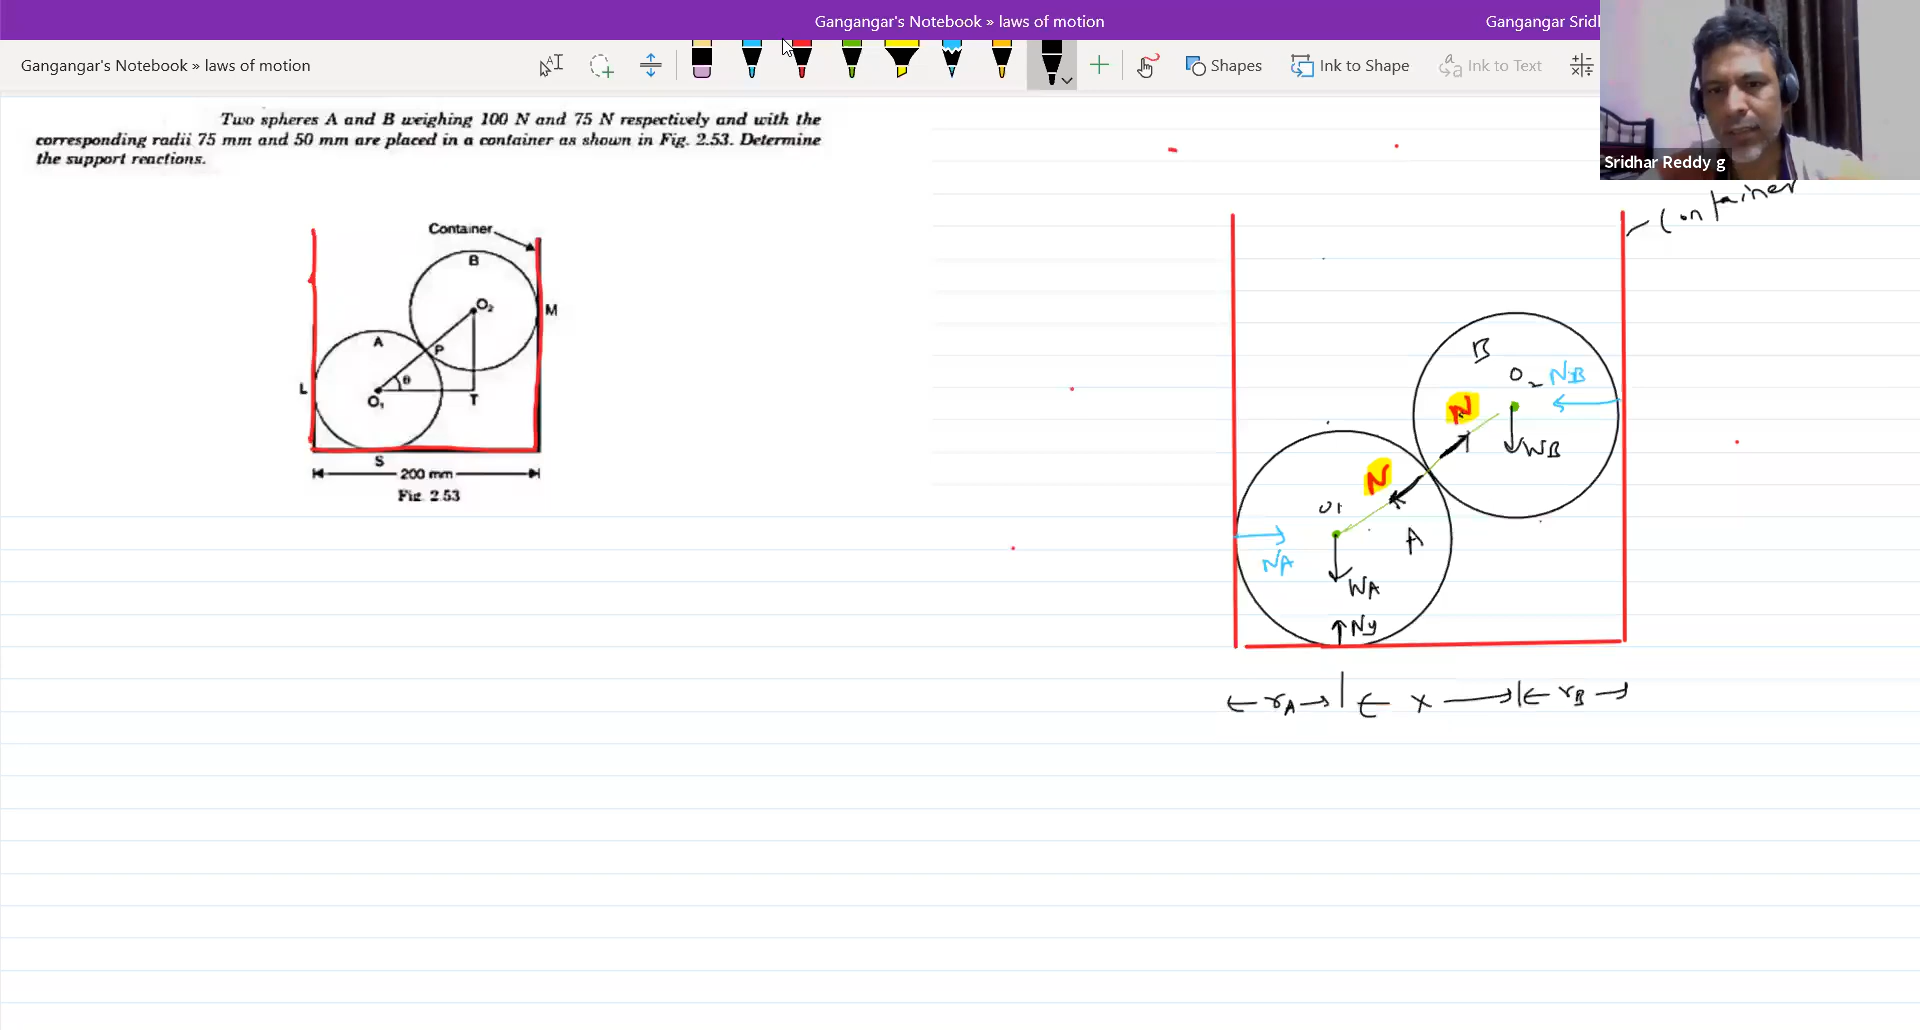 Gangangar's Notebook » laws of motion
Gangangar Sridl
Gangangar's Notebook » laws of motion
Shapes
Ink to Shape
Ink to Text
Sridhar Reddy g
Two spheres A and B weighing 100 N and 75 N respectively and with the
corresponding radii 75 mm and 50 mm are placed in a container as shown in Fig. 2.53. Determine
the support reactions.
Container
B
O₂
M
A
P
L
θ
O₁
T
S
200 mm
Fig. 2.53
Container
B
O₂
NB
N
WB
N
O1
A
NA
WA
Ny
rA
x
rB